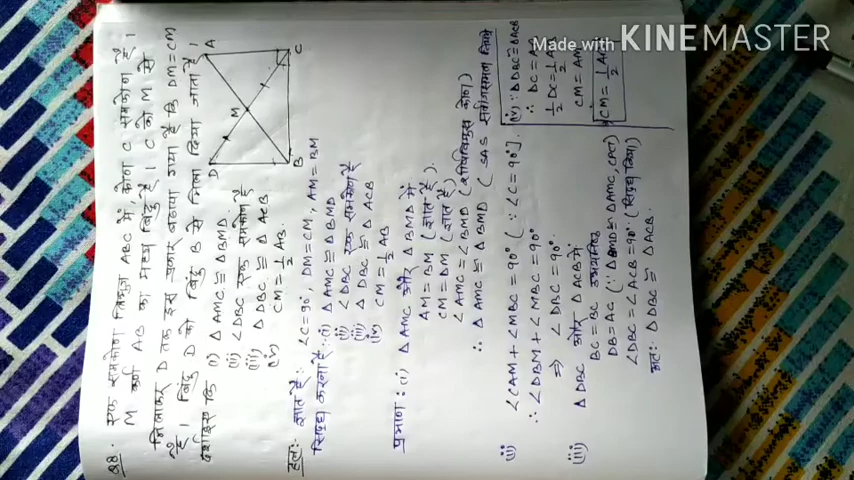 Q8. एक समकोण त्रिभुज ABC में, कोण C समकोण है।
M कर्ण AB का मध्य बिंदु है। C को M से
मिलाकर D तक इस प्रकार बढ़ाया गया है कि DM=CM
है। बिंदु D को बिंदु B से मिला दिया जाता है।
दर्शाइए कि (i) △AMC ≅ △BMD
(ii) ∠DBC एक समकोण है
(iii) △DBC ≅ △ACB
(iv) CM = 1/2 AB.
D
A
M
B
C
हल:- ज्ञात है:- ∠C=90°, DM=CM, AM=BM
सिद्ध करना है:- (i) △AMC ≅ △BMD
(ii) ∠DBC एक समकोण है
(iii) △DBC ≅ △ACB
(iv) CM = 1/2 AB
प्रमाण: (i) △AMC और △BMD में
AM=BM (ज्ञात है).
CM=DM (ज्ञात है)
∠AMC = ∠BMD (शीर्षाभिमुख कोण)
∴ △AMC ≅ △BMD (SAS सर्वांगसमता नियम
(ii) ∠CAM + ∠MBC = 90° (∵ ∠C = 90°].
∴ ∠DBM + ∠MBC = 90°
⇒ ∠DBC = 90°.
(iii) △DBC और △ACB में
BC = BC उभयनिष्ठ
DB = AC (∵ △BMD ≅ △AMC, CPCT)
∠DBC = ∠ACB = 90° (सिद्ध किया)
अतः △DBC ≅ △ACB.
(iv) ∵ △DBC ≅ △ACB
∴ DC = AB
1/2 DC = 1/2 AB
CM = AM
CM = 1/2 AB
Made with KINEMASTER